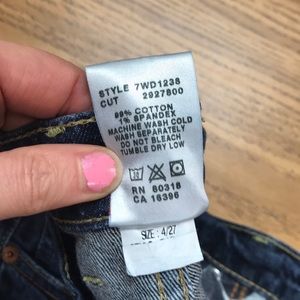 STYLE 7WD1238
CUT 2927800
99% COTTON
1% SPANDEX
MACHINE WASH COLD
WASH SEPARATELY
DO NOT BLEACH
TUMBLE DRY LOW
RN 80318
CA 16396
SIZE: 4/27